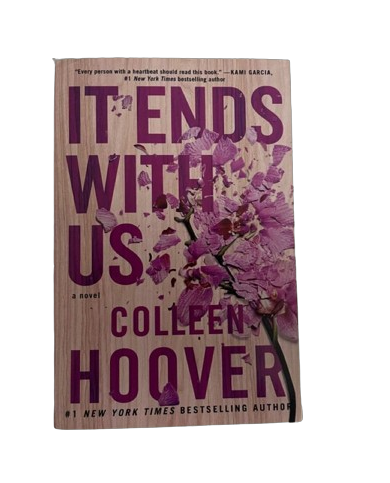 "Every person with a heartbeat should read this book." —KAMI GARCIA,
#1 New York Times bestselling author
IT ENDS
WITH
US
a novel
COLLEEN
HOOVER
#1 NEW YORK TIMES BESTSELLING AUTHOR